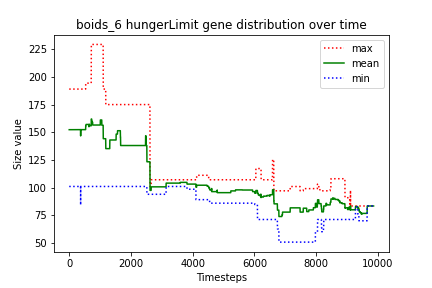 boids_6 hungerLimit gene distribution over time
max
mean
min
Size value
225
200
175
150
125
100
75
50
0 2000 4000 6000 8000 10000
Timesteps